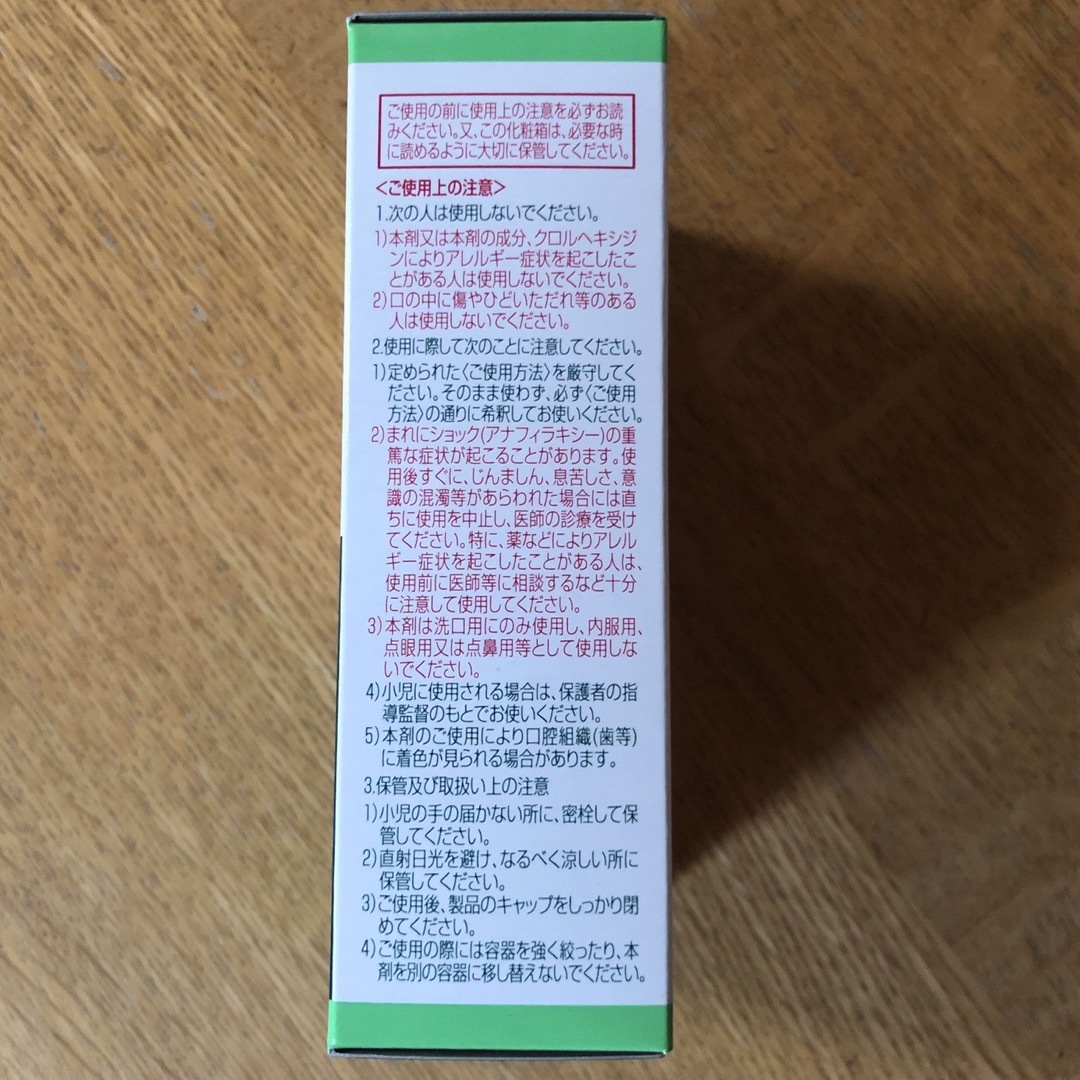 ご使用の前に使用上の注意を必ずお読
みください。又、この化粧箱は、必要な時
に読めるように大切に保管してください。
＜ご使用上の注意＞
1.次の人は使用しないでください。
1)本剤又は本剤の成分、クロルヘキシジ
ンによりアレルギー症状を起こしたこ
とがある人は使用しないでください。
2)口の中に傷やひどいただれ等のある
人は使用しないでください。
2.使用に際して次のことに注意してください。
1)定められた〈ご使用方法〉を厳守してく
ださい。そのまま使わず、必ず〈ご使用
方法〉の通りに希釈してお使いください。
2)まれにショック(アナフィラキシー)の重
篤な症状が起こることがあります。使
用後すぐに、じんましん、息苦しさ、意
識の混濁等があらわれた場合には直
ちに使用を中止し、医師の診療を受け
てください。特に、薬などによりアレル
ギー症状を起こしたことがある人は、
使用前に医師等に相談するなど十分
に注意して使用してください。
3)本剤は洗口用にのみ使用し、内服用、
点眼用又は点鼻用等として使用しな
いでください。
4)小児に使用される場合は、保護者の指
導監督のもとでお使いください。
5)本剤のご使用により口腔組織(歯等)
に着色が見られる場合があります。
3.保管及び取扱い上の注意
1)小児の手の届かない所に、密栓して保
管してください。
2)直射日光を避け、なるべく涼しい所に
保管してください。
3)ご使用後、製品のキャップをしっかり閉
めてください。
4)ご使用の際には容器を強く絞ったり、本
剤を別の容器に移し替えないでください。